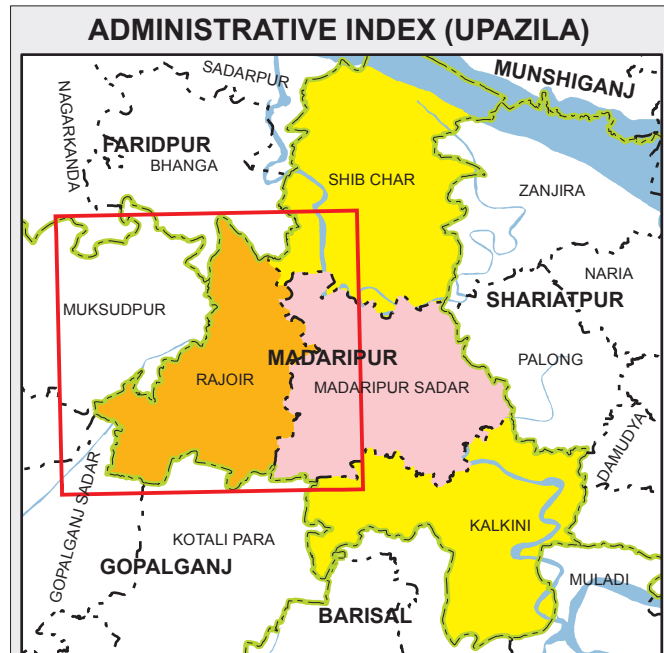 ADMINISTRATIVE INDEX (UPAZILA)
SADARPUR
MUNSHIGANJ
NAGARKANDA
FARIDPUR
BHANGA
SHIB CHAR
ZANJIRA
NARIA
SHARIATPUR
MUKSUDPUR
MADARIPUR
PALONG
RAJOIR
MADARIPUR SADAR
DAMUDYA
GOPALGANJ SADAR
KALKINI
KOTALI PARA
GOPALGANJ
MULADI
BARISAL